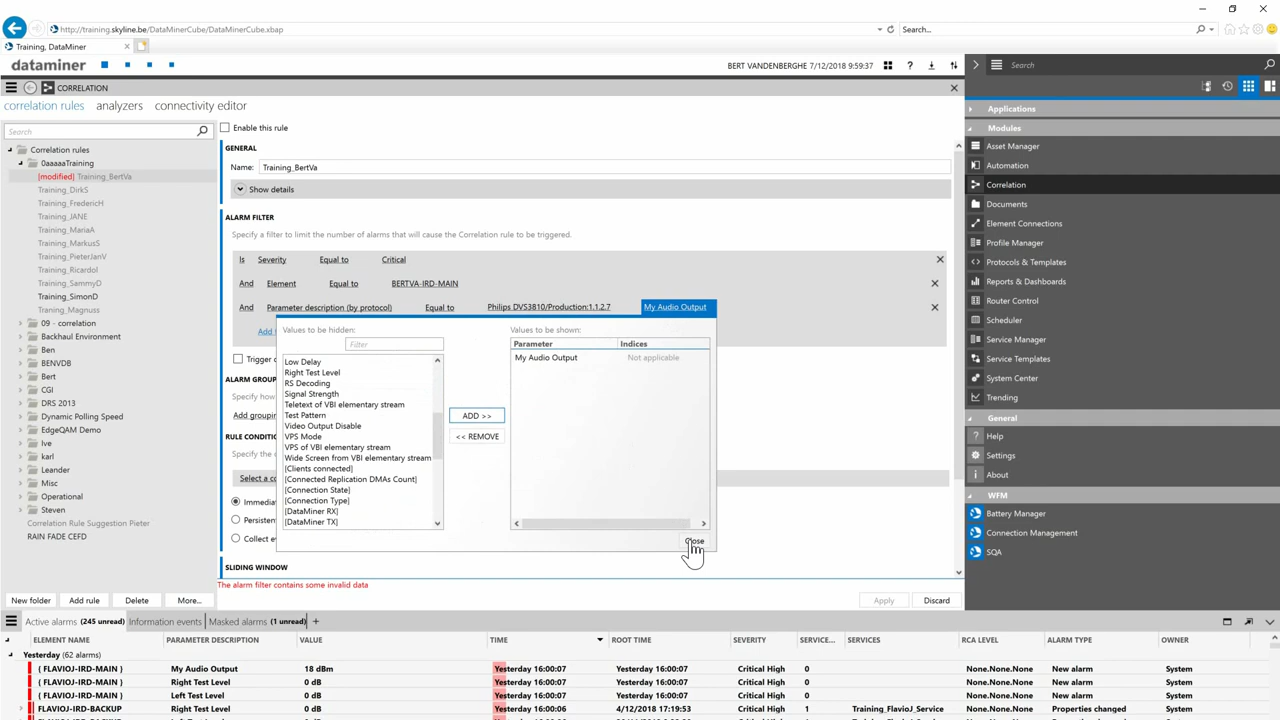 http://training.skyline.be/DataMinerCube/DataMinerCube.xbap
Search...
Training, DataMiner
dataminer
BERT VANDENBERGHE 7/12/2018 9:59:37
?
Search
CORRELATION
correlation rules analyzers connectivity editor
Search
Correlation rules
0aaaaaTraining
[modified] Training_BertVa
Training_DirkS
Training_FredericH
Training_JANE
Training_MariaA
Training_MarkusS
Training_PieterJanV
Training_RicardoI
Training_SammyD
Training_SimonD
Training_Magnuss
09 - correlation
Backhaul Environment
Ben
BENVDB
Bert
CGI
DRS 2013
Dynamic Polling Speed
EdgeQAM Demo
Ive
karl
Leander
Misc
Operational
Steven
Correlation Rule Suggestion Pieter
RAIN FADE CEFD
New folder Add rule Delete More...
Enable this rule
GENERAL
Name: Training_BertVa
Show details
ALARM FILTER
Specify a filter to limit the number of alarms that will cause the Correlation rule to be triggered.
Is Severity Equal to Critical
And Element Equal to BERTVA-IRD-MAIN
And Parameter description (by protocol) Equal to Philips DVS3810/Production:1.1.2.7 My Audio Output
Add
Trigger o
ALARM GROUP
Specify how
Add groupin
RULE CONDITI
Specify the c
Select a co
Immediat
Persisten
Collect ev
SLIDING WINDOW
The alarm filter contains some invalid data
Apply Discard
Values to be hidden:
Filter
Low Delay
Right Test Level
RS Decoding
Signal Strength
Teletext of VBI elementary stream
Test Pattern
Video Output Disable
VPS Mode
VPS of VBI elementary stream
Wide Screen from VBI elementary stream
[Clients connected]
[Connected Replication DMAs Count]
[Connection State]
[Connection Type]
[DataMiner RX]
[DataMiner TX]
ADD >>
<< REMOVE
Values to be shown:
Parameter Indices
My Audio Output Not applicable
Close
Applications
Modules
Asset Manager
Automation
Correlation
Documents
Element Connections
Profile Manager
Protocols & Templates
Reports & Dashboards
Router Control
Scheduler
Service Manager
Service Templates
System Center
Trending
General
? Help
Settings
i About
WFM
Battery Manager
Connection Management
SQA
Active alarms (245 unread) Information events Masked alarms (1 unread) +
ELEMENT NAME PARAMETER DESCRIPTION VALUE TIME ROOT TIME SEVERITY SERVICE... SERVICES RCA LEVEL ALARM TYPE OWNER
Yesterday (62 alarms)
( FLAVIOJ-IRD-MAIN ) My Audio Output 18 dBm Yesterday 16:00:07 Yesterday 16:00:07 Critical High 0 None.None.None New alarm System
( FLAVIOJ-IRD-MAIN ) Right Test Level 0 dB Yesterday 16:00:07 Yesterday 16:00:07 Critical High 0 None.None.None New alarm System
( FLAVIOJ-IRD-MAIN ) Left Test Level 0 dB Yesterday 16:00:07 Yesterday 16:00:07 Critical High 0 None.None.None New alarm System
FLAVIOJ-IRD-BACKUP Right Test Level 0 dB Yesterday 16:00:06 4/12/2018 17:19:53 Critical High 1 Training_FlavioJ_Service None.None.None Properties changed System